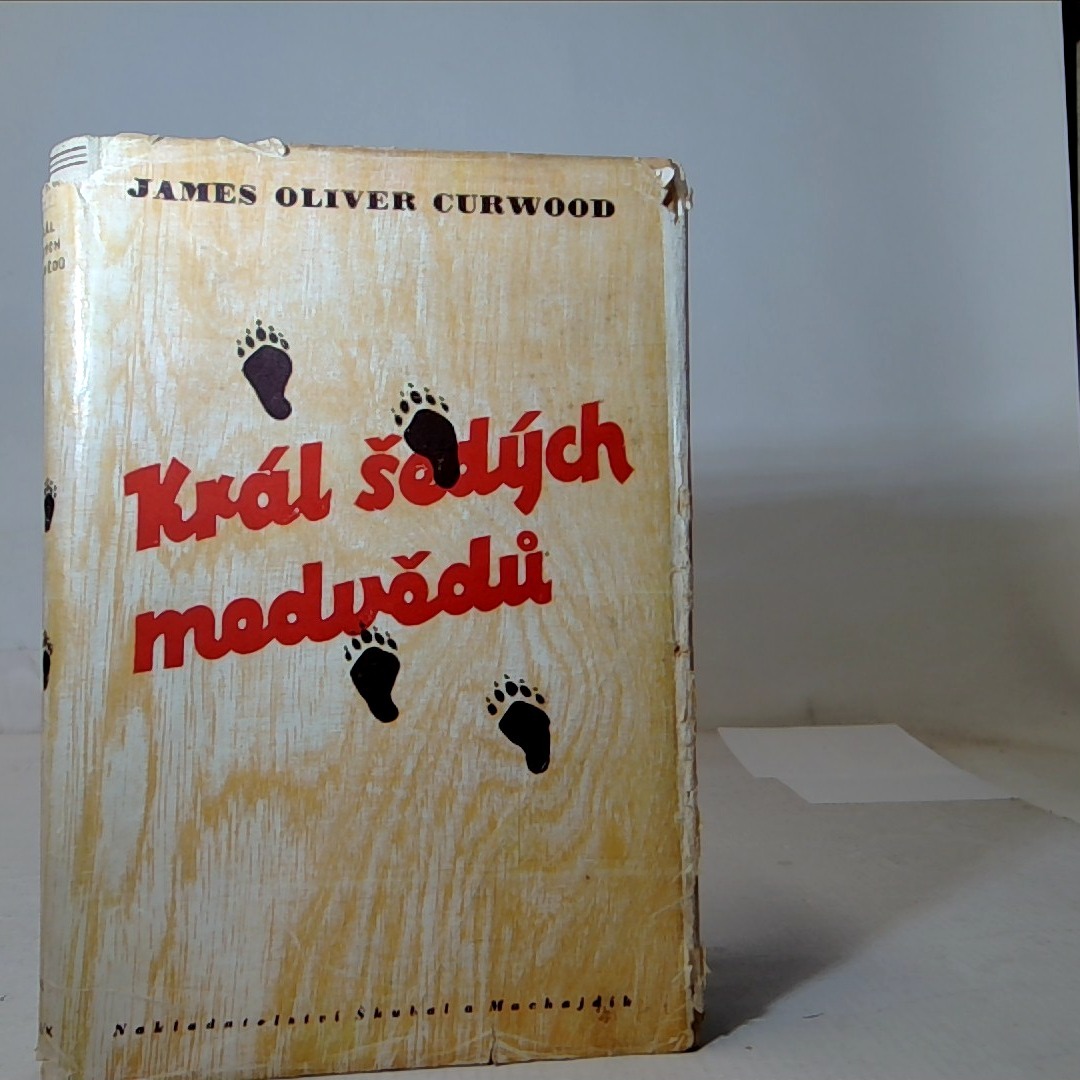 JAMES OLIVER CURWOOD
Král šedých
medvědů
Nakladatelství Škubal a Machajdík